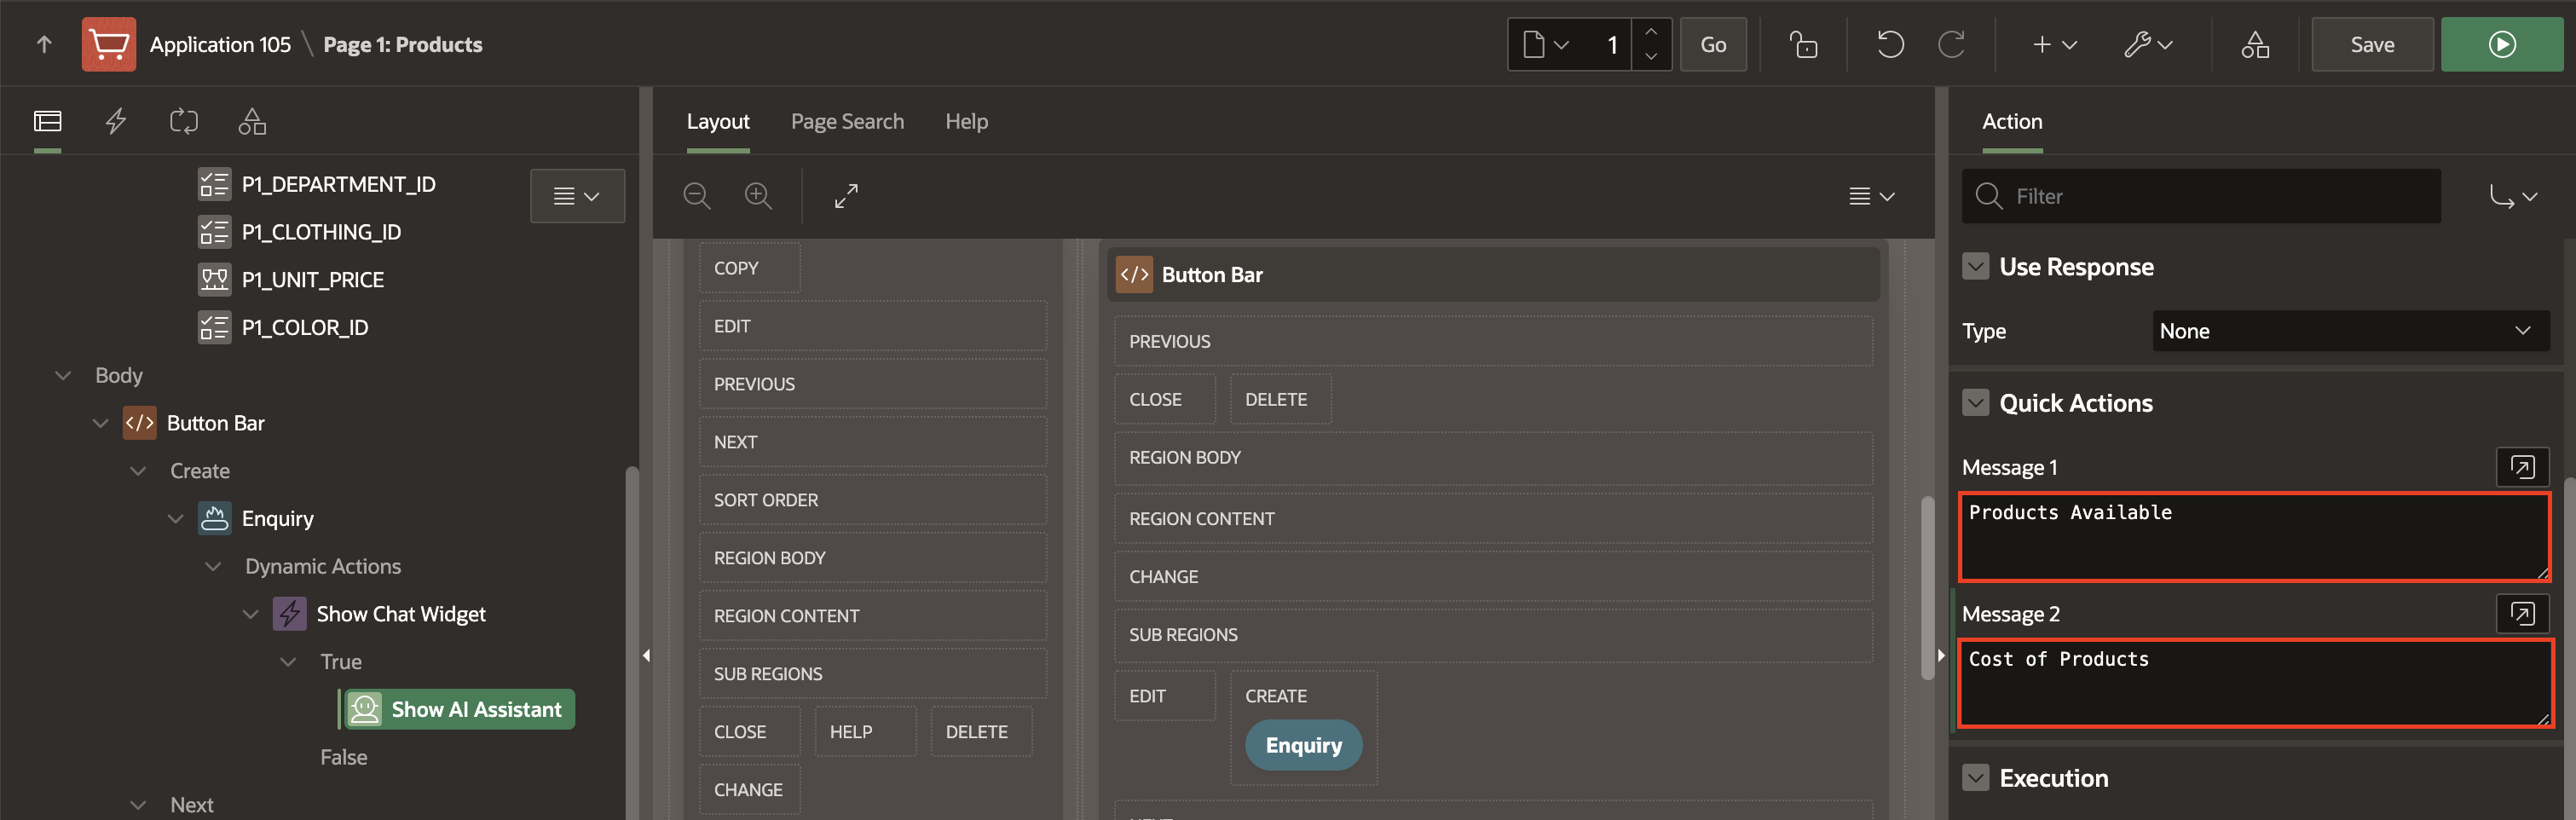 Application 105 \ Page 1: Products
1
Go
Save
P1_DEPARTMENT_ID
P1_CLOTHING_ID
P1_UNIT_PRICE
P1_COLOR_ID
Body
Button Bar
Create
Enquiry
Dynamic Actions
Show Chat Widget
True
Show AI Assistant
False
Next
Layout Page Search Help
COPY
EDIT
PREVIOUS
NEXT
SORT ORDER
REGION BODY
REGION CONTENT
SUB REGIONS
CLOSE HELP DELETE
CHANGE
Button Bar
PREVIOUS
CLOSE DELETE
REGION BODY
REGION CONTENT
CHANGE
SUB REGIONS
EDIT CREATE
Enquiry
NEXT
Action
Filter
Use Response
Type None
Quick Actions
Message 1
Products Available
Message 2
Cost of Products
Execution